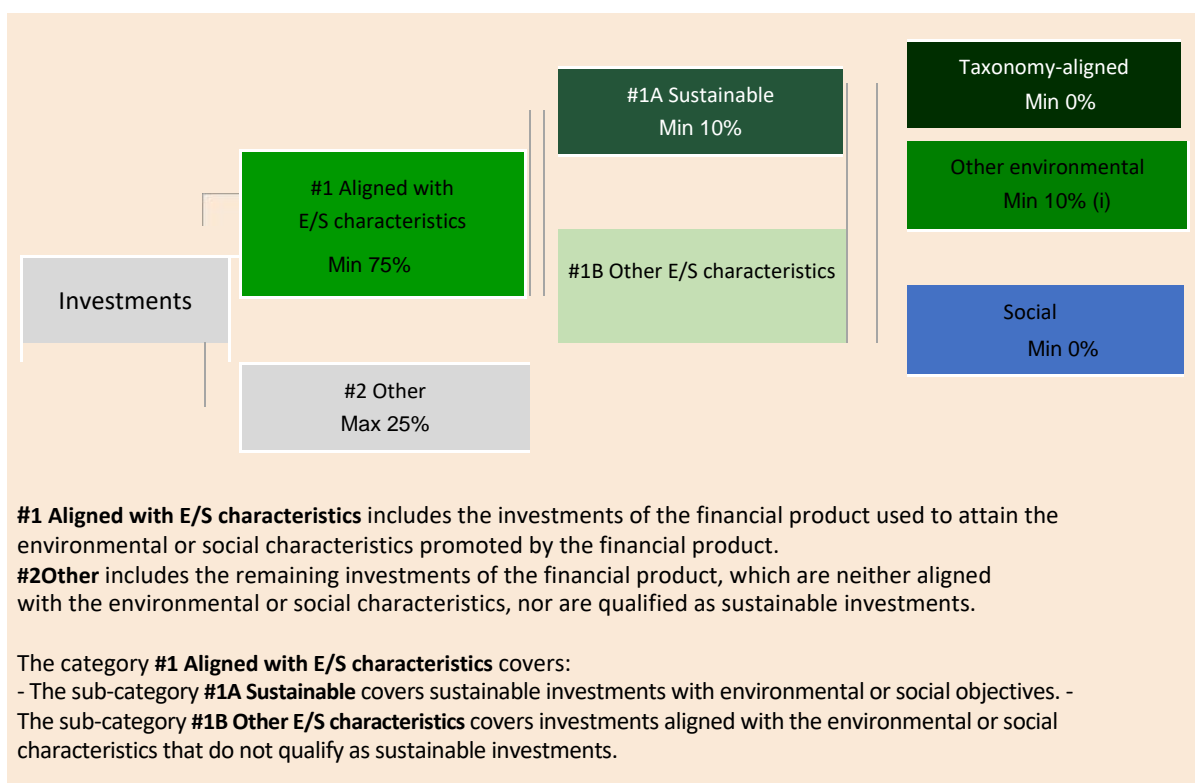 Investments
#1 Aligned with
E/S characteristics
Min 75%
#2 Other
Max 25%
#1A Sustainable
Min 10%
#1B Other E/S characteristics
Taxonomy-aligned
Min 0%
Other environmental
Min 10% (i)
Social
Min 0%
#1 Aligned with E/S characteristics includes the investments of the financial product used to attain the
environmental or social characteristics promoted by the financial product.
#2Other includes the remaining investments of the financial product, which are neither aligned
with the environmental or social characteristics, nor are qualified as sustainable investments.
The category #1 Aligned with E/S characteristics covers:
- The sub-category #1A Sustainable covers sustainable investments with environmental or social objectives. -
The sub-category #1B Other E/S characteristics covers investments aligned with the environmental or social
characteristics that do not qualify as sustainable investments.